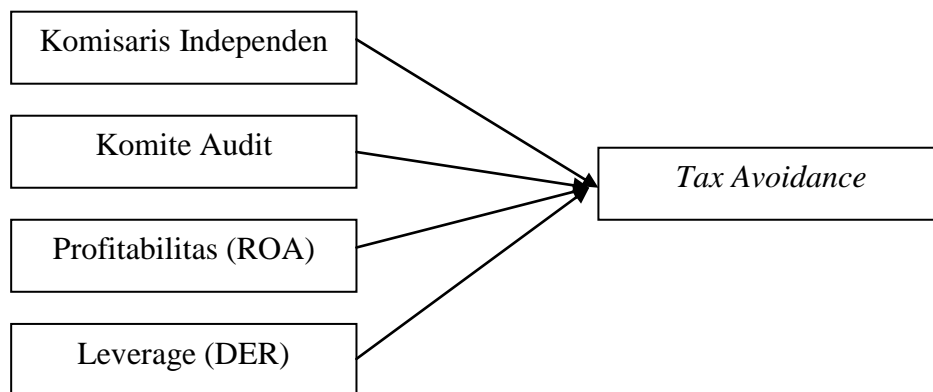 Komisaris Independen
Komite Audit
Tax Avoidance
Profitabilitas (ROA)
Leverage (DER)